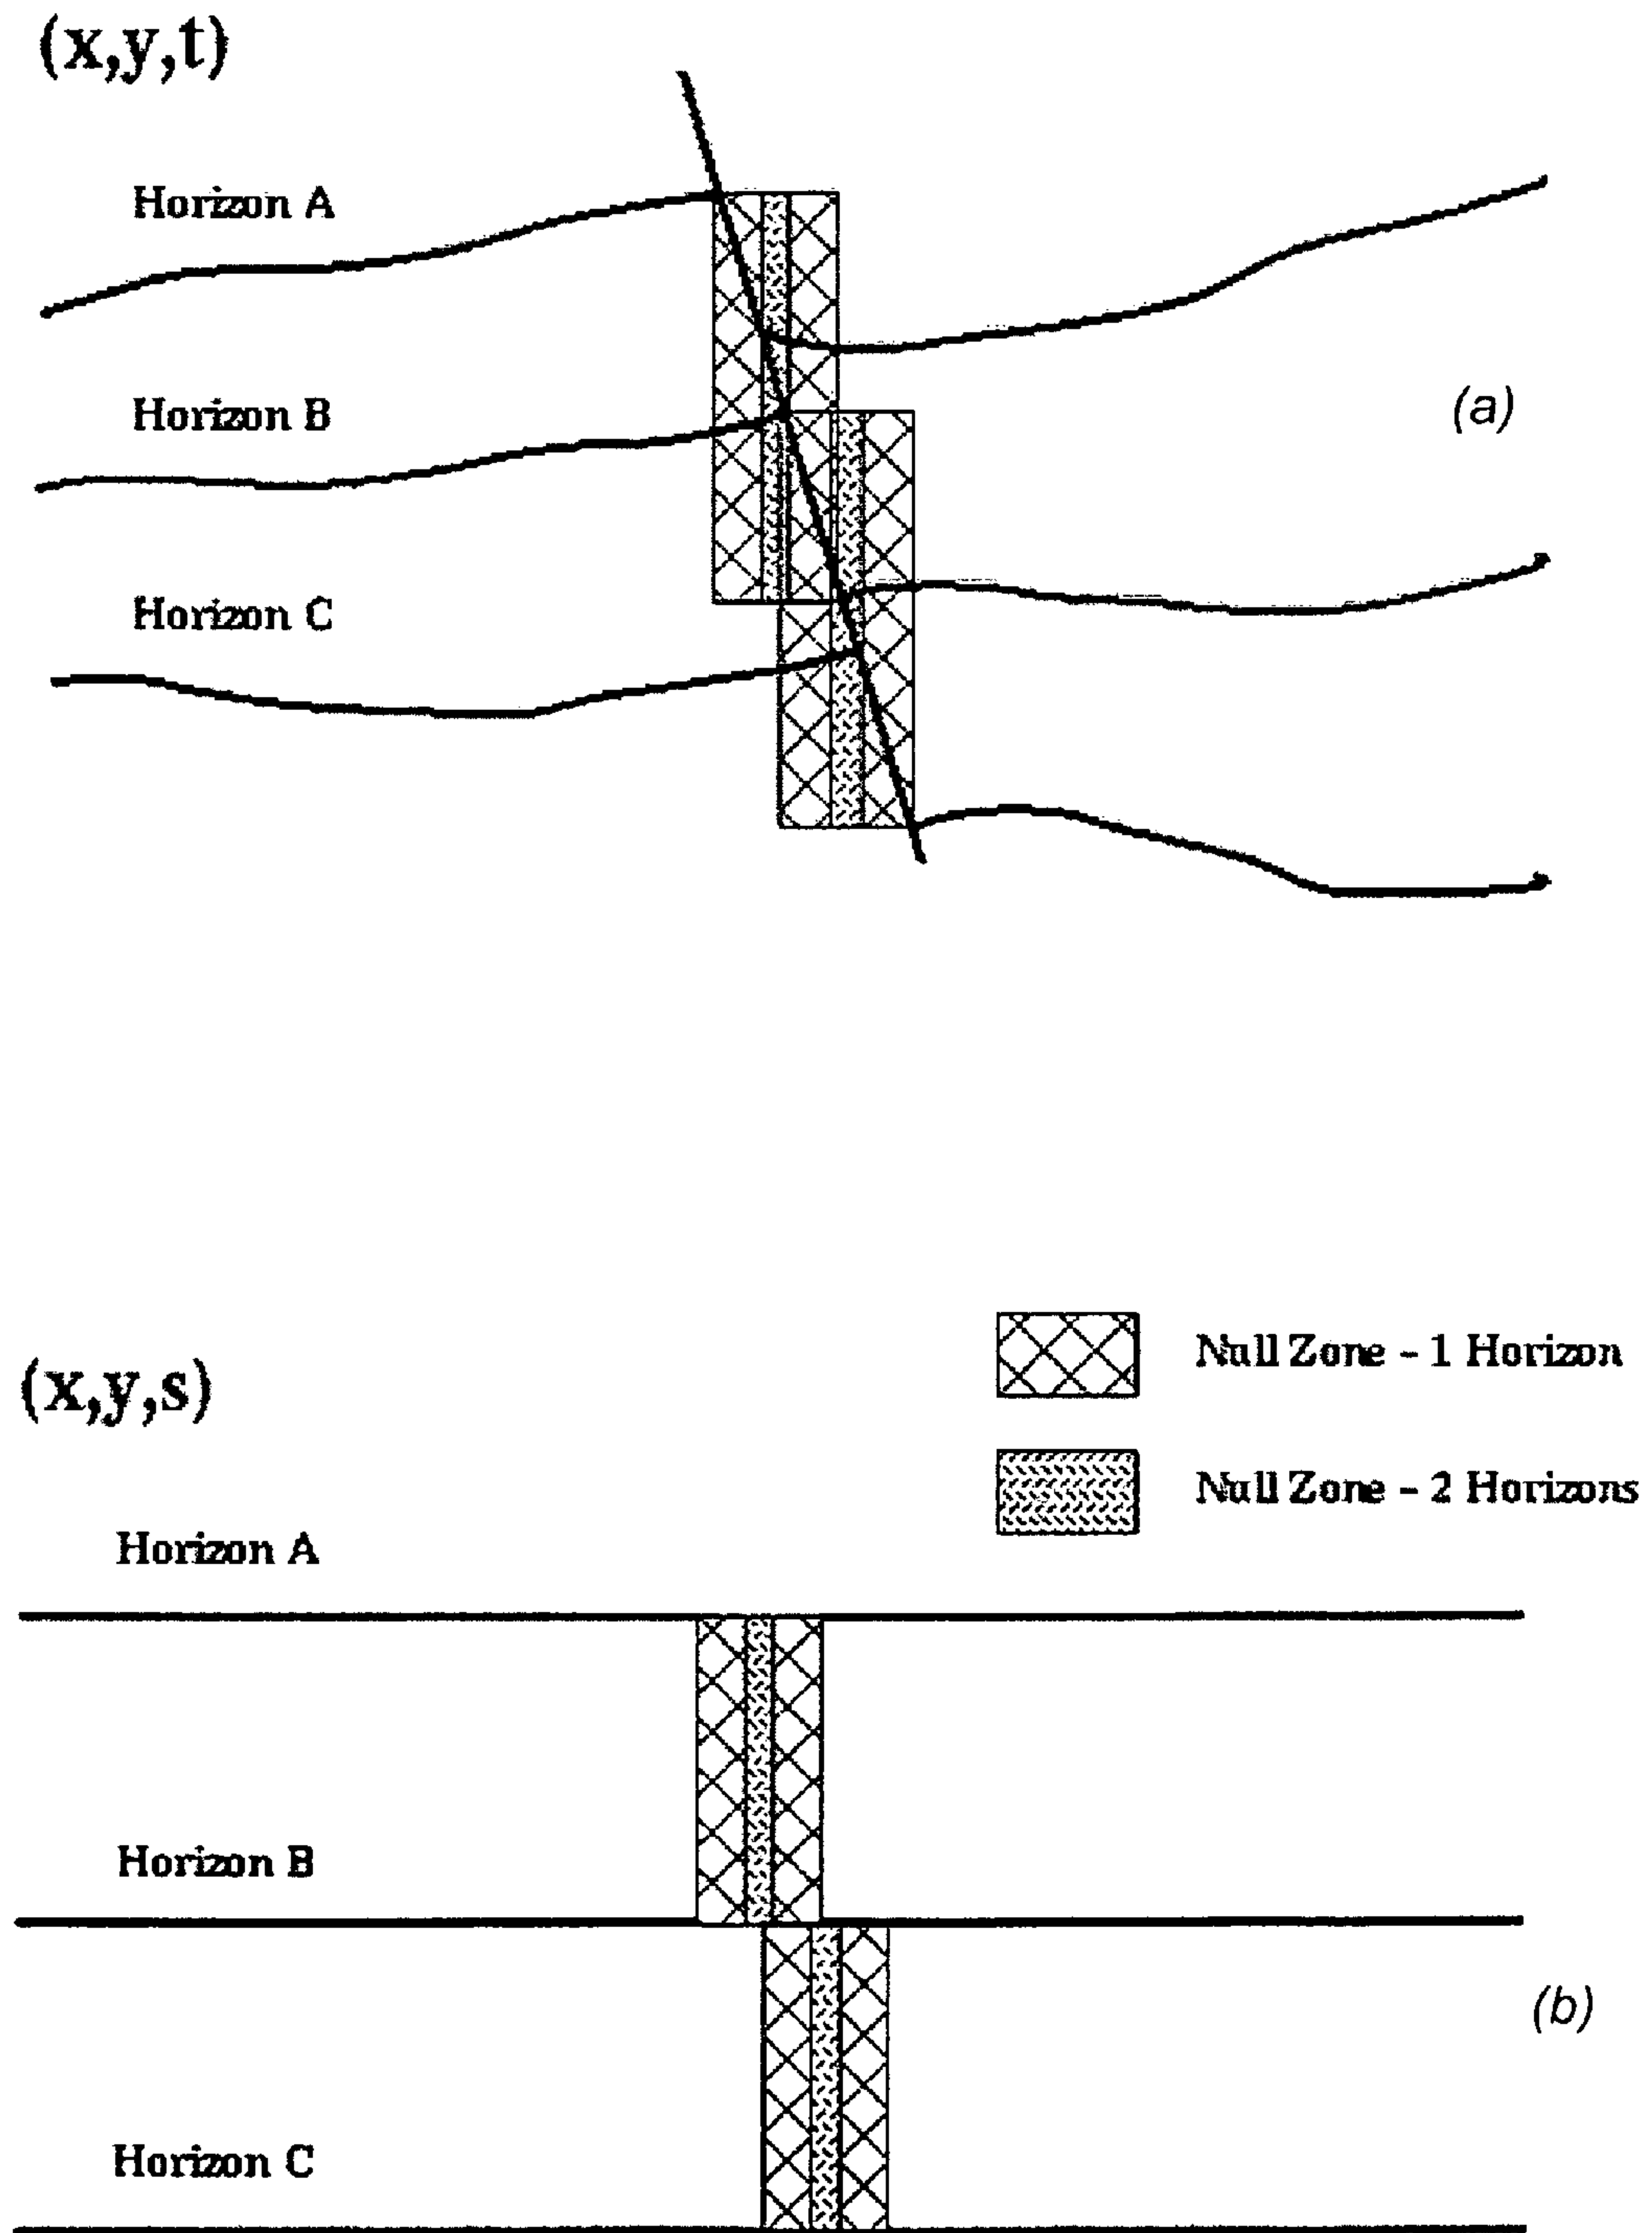 (x,y,t)
Horizon A
Horizon B
(a)
Horizon C
Null Zone - 1 Horizon
(x,y,s)
Null Zone - 2 Horizons
Horizon A
Horizon B
(b)
Horizon C